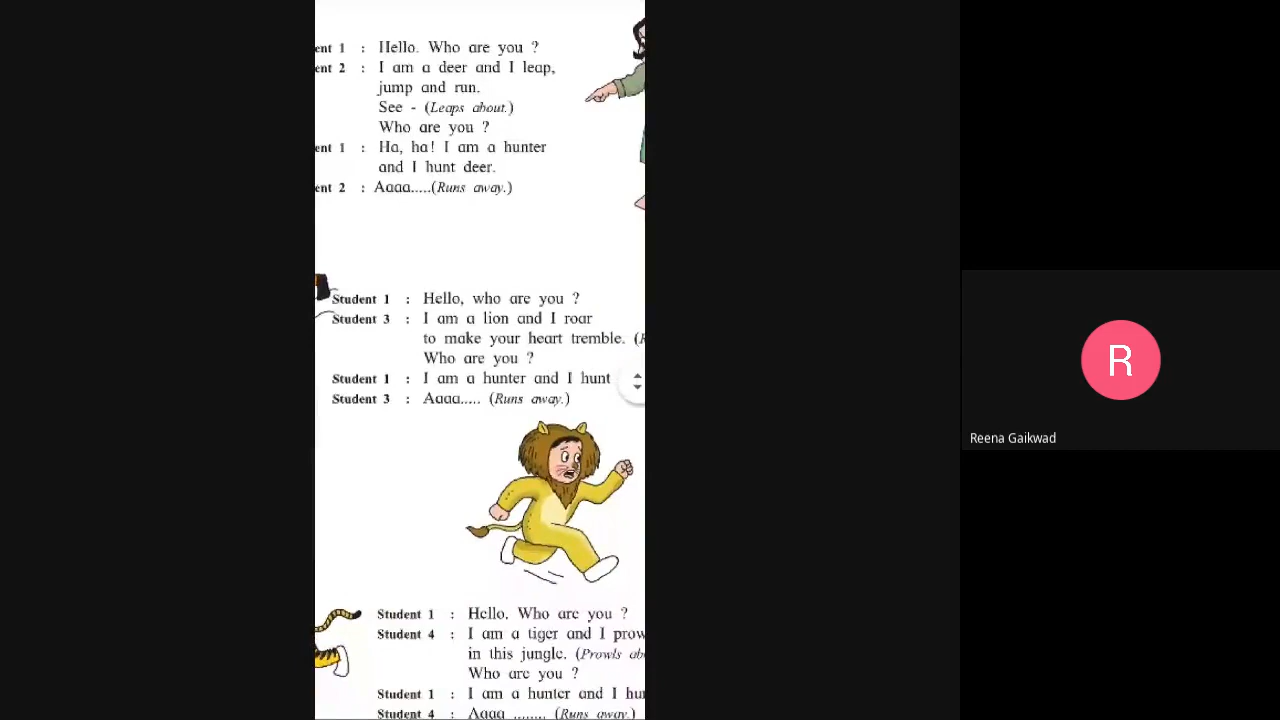 ent 1 : Hello. Who are you ?
ent 2 : I am a deer and I leap,
jump and run.
See - (Leaps about.)
Who are you ?
ent 1 : Ha, ha! I am a hunter
and I hunt deer.
ent 2 : Aaaa.....(Runs away.)
Student 1 : Hello, who are you ?
Student 3 : I am a lion and I roar
to make your heart tremble. (
Who are you ?
Student 1 : I am a hunter and I hunt
Student 3 : Aaaa..... (Runs away.)
Student 1 : Hello. Who are you ?
Student 4 : I am a tiger and I prow
in this jungle. (Prowls ab
Who are you ?
Student 1 : I am a hunter and I hu
Student 4 : Aaaa ........ (Runs away.)
R
Reena Gaikwad